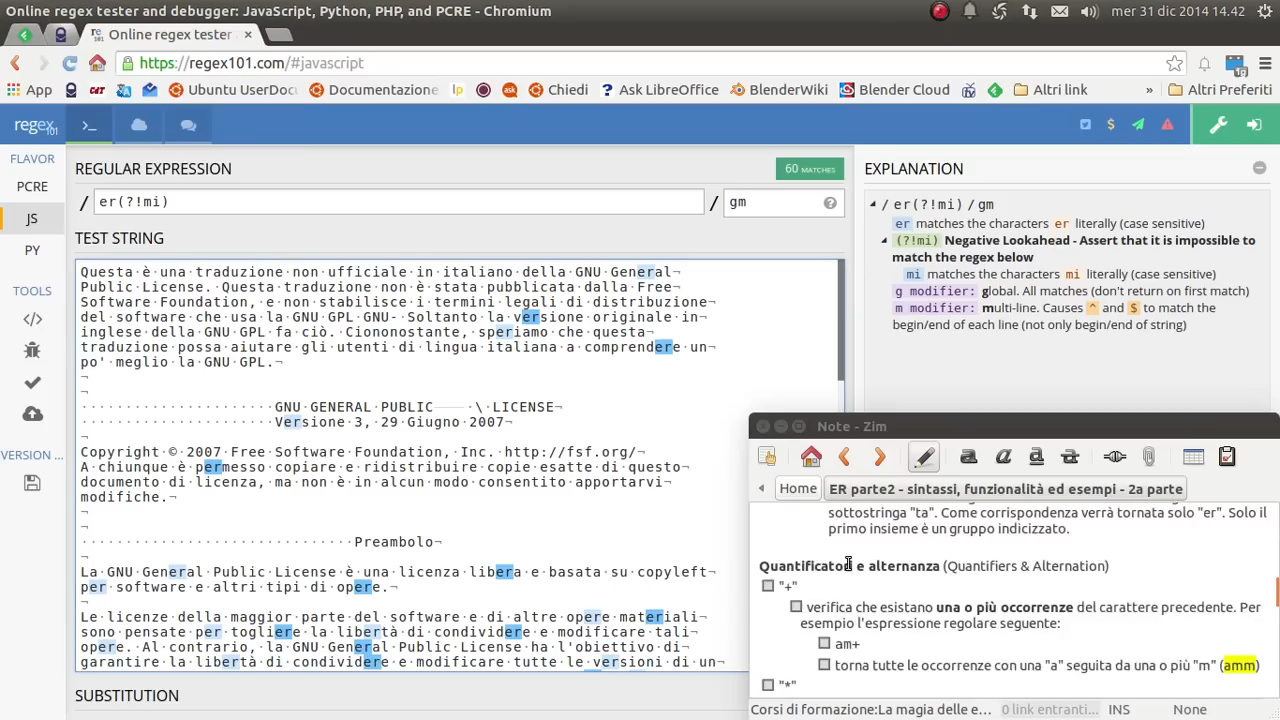 Online regex tester and debugger: JavaScript, Python, PHP, and PCRE - Chromium
mer 31 dic 2014 14.42
Online regex tester ×
https://regex101.com/#javascript
App
CAT
Ubuntu UserDoc
Documentazione
lp
ask
Chiedi
? Ask LibreOffice
BlenderWiki
Blender Cloud
Altri link
»
Altri Preferiti
regex 101
>_
$
FLAVOR
PCRE
JS
PY
TOOLS
</>
VERSION ...
REGULAR EXPRESSION
60 MATCHES
/ er(?!mi) / gm
TEST STRING
Questa·è·una·traduzione·non·ufficiale·in·italiano·della·GNU·General¬
Public·License.·Questa·traduzione·non·è·stata·pubblicata·dalla·Free¬
Software·Foundation,·e·non·stabilisce·i·termini·legali·di·distribuzione¬
del·software·che·usa·la·GNU·GPL·GNU-·Soltanto·la·versione·originale·in¬
inglese·della·GNU·GPL·fa·ciò.·Ciononostante,·speriamo·che·questa¬
traduzione·possa·aiutare·gli·utenti·di·lingua·italiana·a·comprendere·un¬
po'·meglio·la·GNU·GPL.¬
¬
¬
······················GNU·GENERAL·PUBLIC \·LICENSE¬
······················Versione·3,·29·Giugno·2007¬
¬
Copyright·©·2007·Free·Software·Foundation,·Inc.·http://fsf.org/¬
A·chiunque·è·permesso·copiare·e·ridistribuire·copie·esatte·di·questo¬
documento·di·licenza,·ma·non·è·in·alcun·modo·consentito·apportarvi¬
modifiche.¬
¬
¬
·······························Preambolo¬
¬
La·GNU·General·Public·License·è·una·licenza·libera·e·basata·su·copyleft¬
per·software·e·altri·tipi·di·opere.¬
¬
Le·licenze·della·maggior·parte·del·software·e·di·altre·opere·materiali¬
sono·pensate·per·togliere·la·libertà·di·condividere·e·modificare·tali¬
opere.·Al·contrario,·la·GNU·General·Public·License·ha·l'obiettivo·di¬
garantire·la·libertà·di·condividere·e·modificare·tutte·le·versioni·di·un¬
SUBSTITUTION
EXPLANATION
/ er(?!mi) / gm
er matches the characters er literally (case sensitive)
(?!mi) Negative Lookahead - Assert that it is impossible to
match the regex below
mi matches the characters mi literally (case sensitive)
g modifier: global. All matches (don't return on first match)
m modifier: multi-line. Causes ^ and $ to match the
begin/end of each line (not only begin/end of string)
Note - Zim
Home
ER parte2 - sintassi, funzionalità ed esempi - 2a parte
sottostringa "ta". Come corrispondenza verrà tornata solo "er". Solo il
primo insieme è un gruppo indicizzato.
Quantificatori e alternanza (Quantifiers & Alternation)
"+"
verifica che esistano una o più occorrenze del carattere precedente. Per
esempio l'espressione regolare seguente:
am+
torna tutte le occorrenze con una "a" seguita da una o più "m" (amm)
"*"
Corsi di formazione:La magia delle e...
0 link entranti...
INS
None